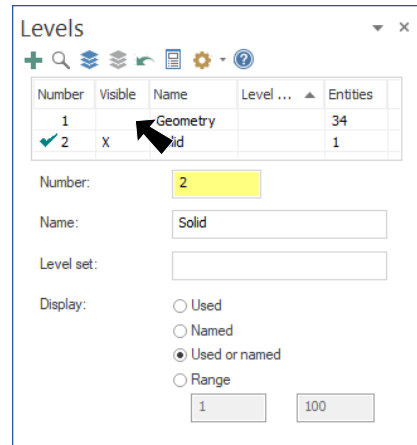 Levels
Number Visible Name Level ... Entities
1 Geometry 34
2 X 1
Number: 2
Name: Solid
Level set:
Display: Used
Named
Used or named
Range
1 100